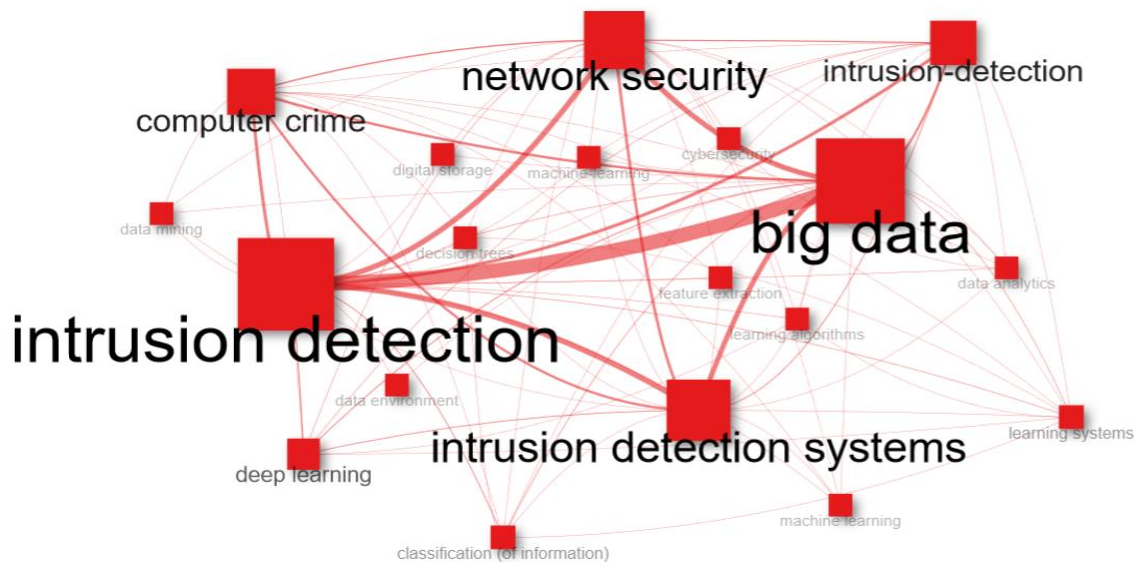 network security
intrusion-detection
computer crime
cybersecurity
digital storage
machine-learning
data mining
big data
decision trees
data analytics
feature extraction
intrusion detection
learning algorithms
data environment
learning systems
intrusion detection systems
deep learning
machine learning
classification (of information)